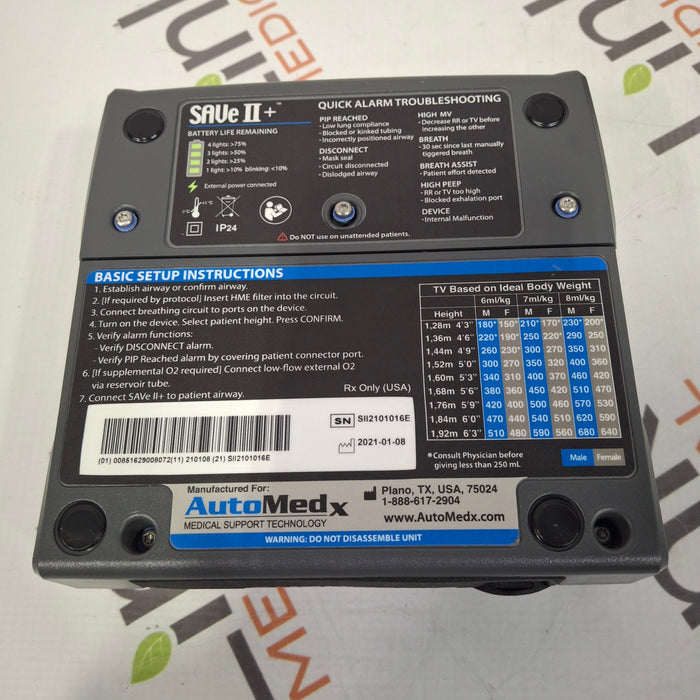 SAVe II+™
BATTERY LIFE REMAINING
4 lights: >75%
3 lights: >50%
2 lights: >25%
1 light: >10% blinking: <10%
External power connected
IP24
QUICK ALARM TROUBLESHOOTING
PIP REACHED
- Low lung compliance
- Blocked or kinked tubing
- Incorrectly positioned airway
DISCONNECT
- Mask seal
- Circuit disconnected
- Dislodged airway
HIGH MV
- Decrease RR or TV before
increasing the other
BREATH
- 30 sec since last manually
tiggered breath
BREATH ASSIST
- Patient effort detected
HIGH PEEP
- RR or TV too high
- Blocked exhalation port
DEVICE
- Internal Malfunction
Do NOT use on unattended patients.
BASIC SETUP INSTRUCTIONS
1. Establish airway or confirm airway.
2. [If required by protocol] Insert HME filter into the circuit.
3. Connect breathing circuit to ports on the device.
4. Turn on the device. Select patient height. Press CONFIRM.
5. Verify alarm functions:
- Verify DISCONNECT alarm.
- Verify PIP Reached alarm by covering patient connector port.
6. [If supplemental O2 required] Connect low-flow external O2
via reservoir tube.
7. Connect SAVe II+ to patient airway.
Rx Only (USA)
SN SII2101016E
2021-01-08
(01) 00851629008072(11) 210108 (21) SII2101016E
TV Based on Ideal Body Weight
6ml/kg 7ml/kg 8ml/kg
Height M F M F M F
1,28m 4'3" 180* 150* 210* 170* 230* 200*
1,36m 4'6" 220* 190* 250 220* 290 250
1,44m 4'9" 260 230* 300 270 350 310
1,52m 5'0" 300 270 350 320 400 360
1,60m 5'3" 340 310 400 370 460 420
1,68m 5'6" 380 360 450 420 510 470
1,76m 5'9" 420 400 500 460 570 530
1,84m 6'0" 470 440 540 510 620 590
1,92m 6'3" 510 480 590 560 680 640
*Consult Physician before
giving less than 250 mL
Male Female
Manufactured For:
AutoMedx
MEDICAL SUPPORT TECHNOLOGY
Plano, TX, USA, 75024
1-888-617-2904
www.AutoMedx.com
WARNING: DO NOT DISASSEMBLE UNIT